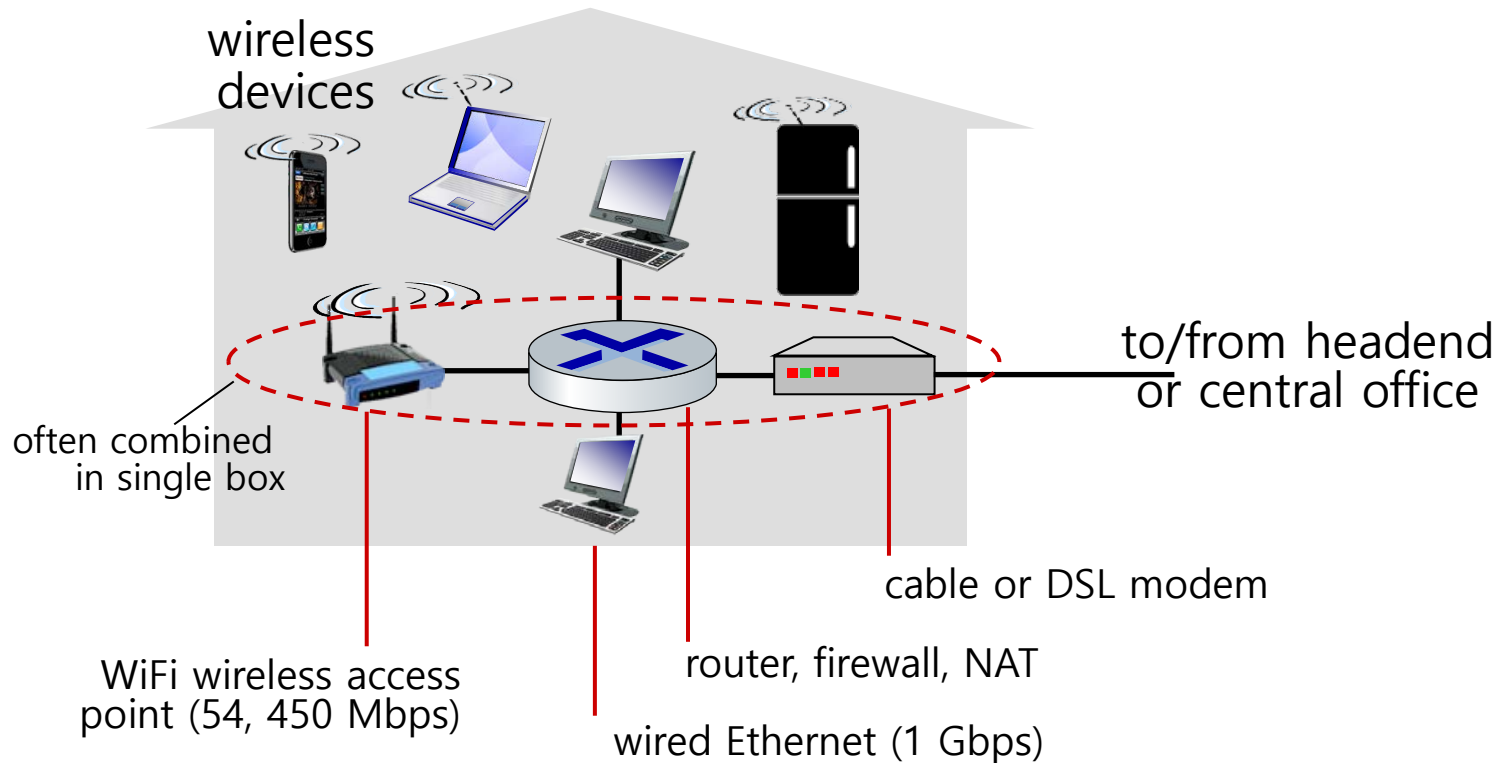 wireless
devices
to/from headend
or central office
often combined
in single box
cable or DSL modem
router, firewall, NAT
WiFi wireless access
point (54, 450 Mbps)
wired Ethernet (1 Gbps)